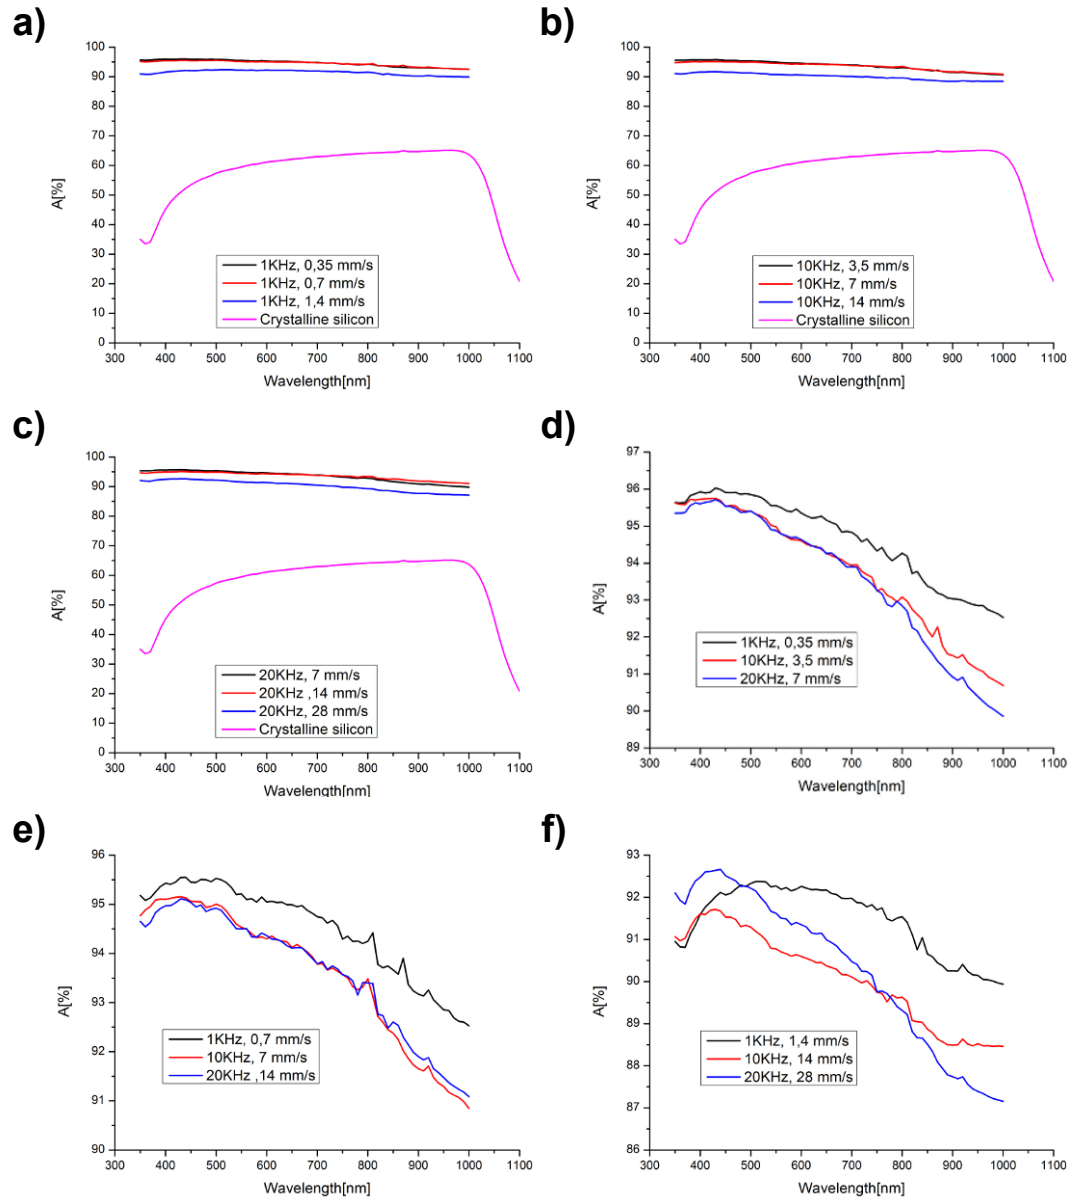 a)
100
90
80
70
60
50
40
30
20
10
0
A[%]
1KHz, 0,35 mm/s
1KHz, 0,7 mm/s
1KHz, 1,4 mm/s
Crystalline silicon
300 400 500 600 700 800 900 1000 1100
Wavelength[nm]
b)
100
90
80
70
60
50
40
30
20
10
0
A[%]
10KHz, 3,5 mm/s
10KHz, 7 mm/s
10KHz, 14 mm/s
Crystalline silicon
300 400 500 600 700 800 900 1000 1100
Wavelength[nm]
c)
100
90
80
70
60
50
40
30
20
10
0
A[%]
20KHz, 7 mm/s
20KHz ,14 mm/s
20KHz, 28 mm/s
Crystalline silicon
300 400 500 600 700 800 900 1000 1100
Wavelength[nm]
d)
97
96
95
94
93
92
91
90
89
A[%]
1KHz, 0,35 mm/s
10KHz, 3,5 mm/s
20KHz, 7 mm/s
300 400 500 600 700 800 900 1000 1100
Wavelength[nm]
e)
96
95
94
93
92
91
90
A[%]
1KHz, 0,7 mm/s
10KHz, 7 mm/s
20KHz ,14 mm/s
300 400 500 600 700 800 900 1000 1100
Wavelength[nm]
f)
93
92
91
90
89
88
87
86
A[%]
1KHz, 1,4 mm/s
10KHz, 14 mm/s
20KHz, 28 mm/s
300 400 500 600 700 800 900 1000 1100
Wavelength[nm]